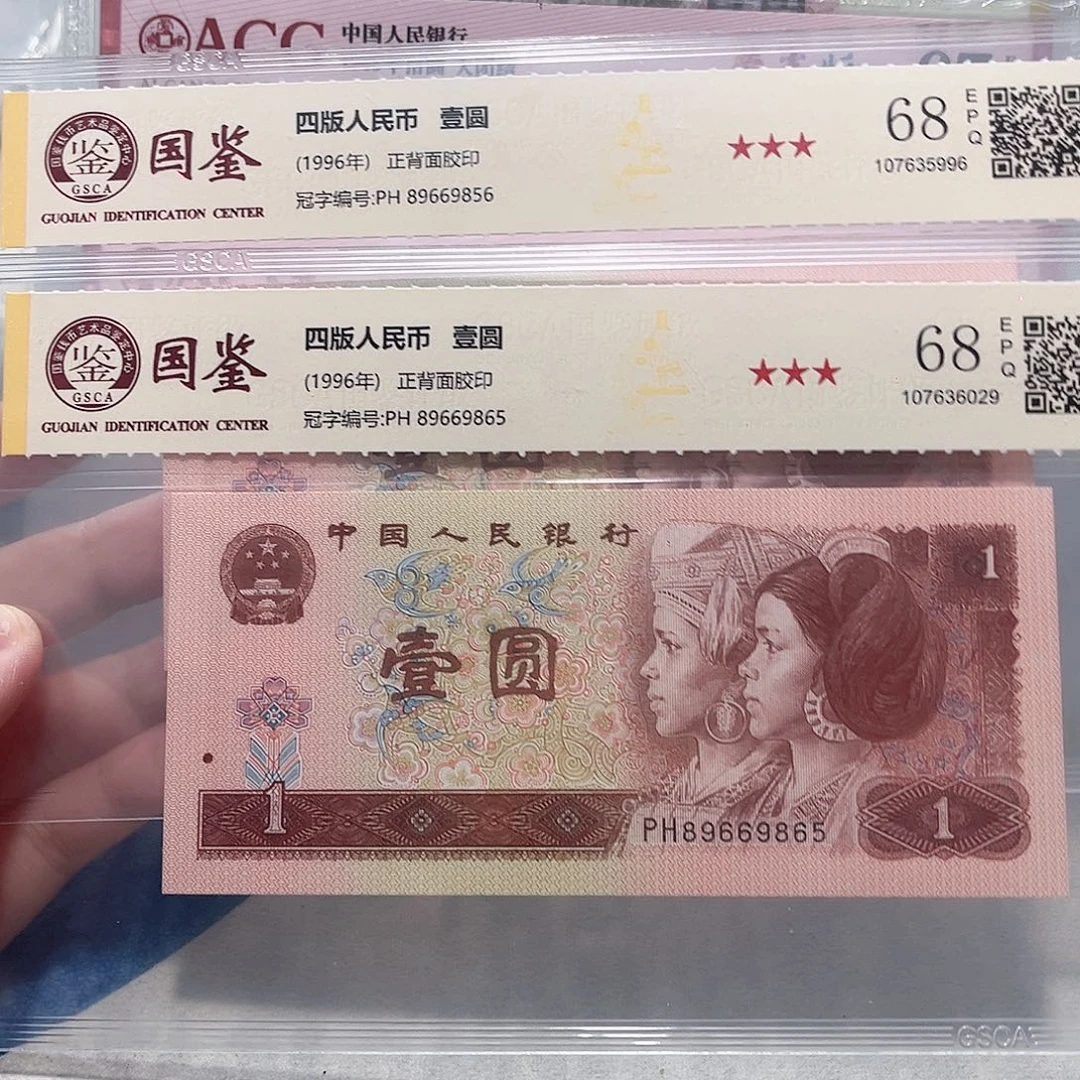 ACG 中国人民银行
GSCA
国鉴
鉴
GSCA
GUOJIAN IDENTIFICATION CENTER
四版人民币 壹圆
(1996年) 正背面胶印
冠字编号:PH 89669856
★★★
68
EPQ
107635996
GSCA
国鉴
鉴
GSCA
GUOJIAN IDENTIFICATION CENTER
四版人民币 壹圆
(1996年) 正背面胶印
冠字编号:PH 89669865
★★★
68
EPQ
107636029
中国人民银行
1
壹圆
1
PH89669865
1
GSCA